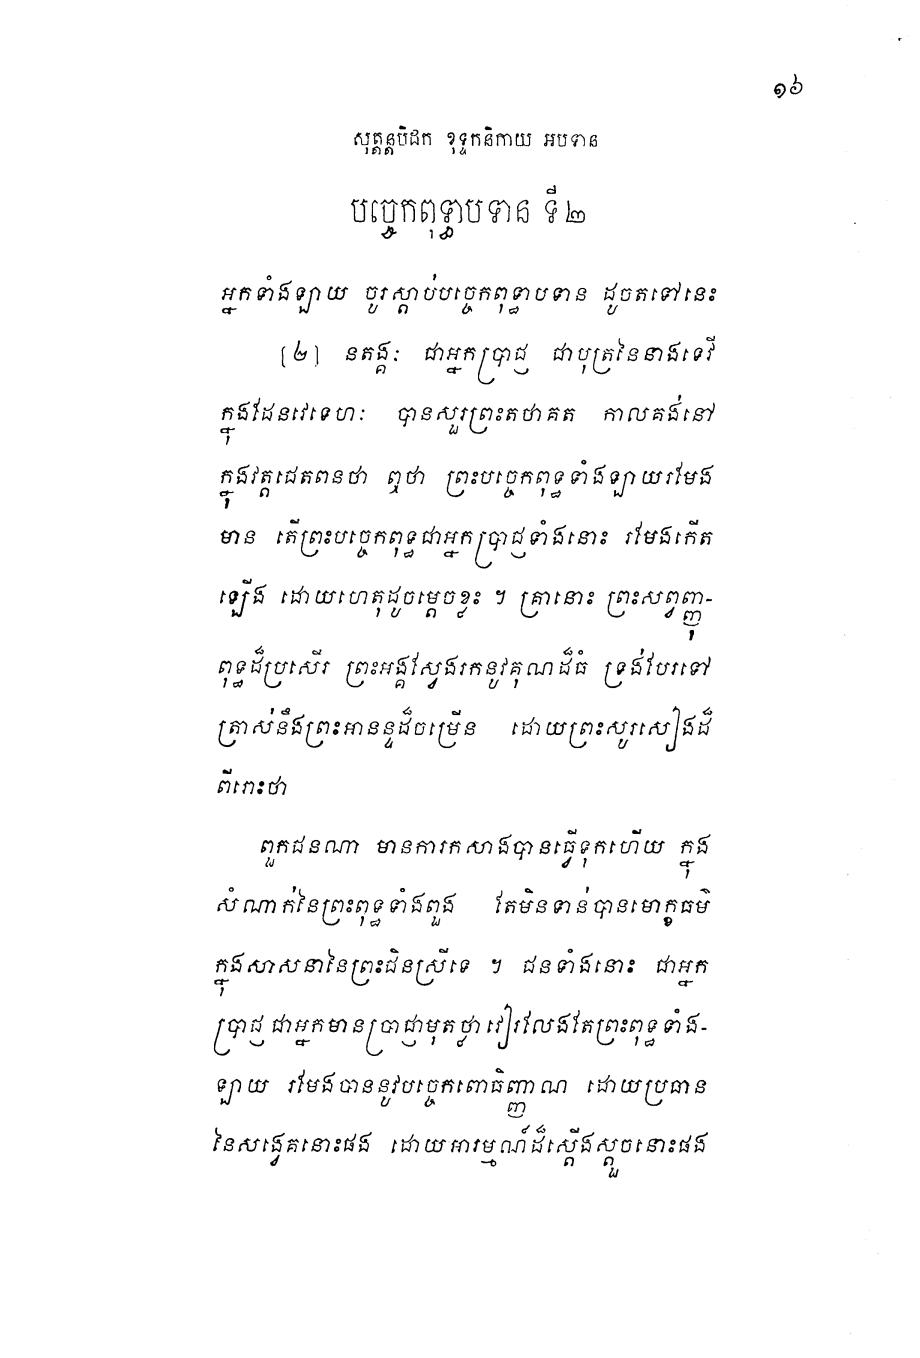 ១៦
សុត្តន្តបិដក ខុទ្ទកនិកាយ អបទាន
បច្ចេកពុទ្ធាបទាន ទី២
អ្នកទាំងឡាយ ចូរស្តាប់បច្ចេកពុទ្ធាបទាន ដូចតទៅនេះ
[២] នតង្គៈ ជាអ្នកប្រាជ្ញ ជាបុត្រនៃនាងទេវី
ក្នុងដែនវេទេហៈ បានសួរព្រះតថាគត កាលគង់នៅ
ក្នុងវត្តជេតពនថា ឮថា ព្រះបច្ចេកពុទ្ធទាំងឡាយរមែង
មាន តើព្រះបច្ចេកពុទ្ធជាអ្នកប្រាជ្ញទាំងនោះ រមែងកើត
ឡើង ដោយហេតុដូចម្តេចខ្លះ ។ គ្រានោះ ព្រះសព្វញ្ញុ-
ពុទ្ធដ៏ប្រសើរ ព្រះអង្គស្វែងរកនូវគុណដ៏ធំ ទ្រង់បែរទៅ
ត្រាស់នឹងព្រះអានន្ទដ៏ចម្រើន ដោយព្រះសូរសៀងដ៏
ពីរោះថា
ពួកជនណា មានការកសាងបានធ្វើទុកហើយ ក្នុង
សំណាក់នៃព្រះពុទ្ធទាំងពួង តែមិនទាន់បានមោក្ខធម៌
ក្នុងសាសនានៃព្រះជិនស្រីទេ ។ ជនទាំងនោះ ជាអ្នក
ប្រាជ្ញ ជាអ្នកមានប្រាជ្ញាមុតថ្លា វៀរលែងតែព្រះពុទ្ធទាំង-
ឡាយ រមែងបាននូវបច្ចេកពោធិញ្ញាណ ដោយប្រធាន
នៃសង្វេគនោះផង ដោយអារម្មណ៍ដ៏ស្តើងស្តួចនោះផង